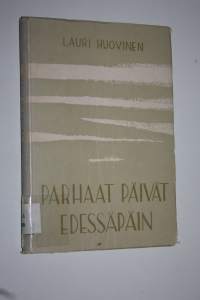 LAURI HUOVINEN
PARHAAT PÄIVÄT
EDESSÄPÄIN